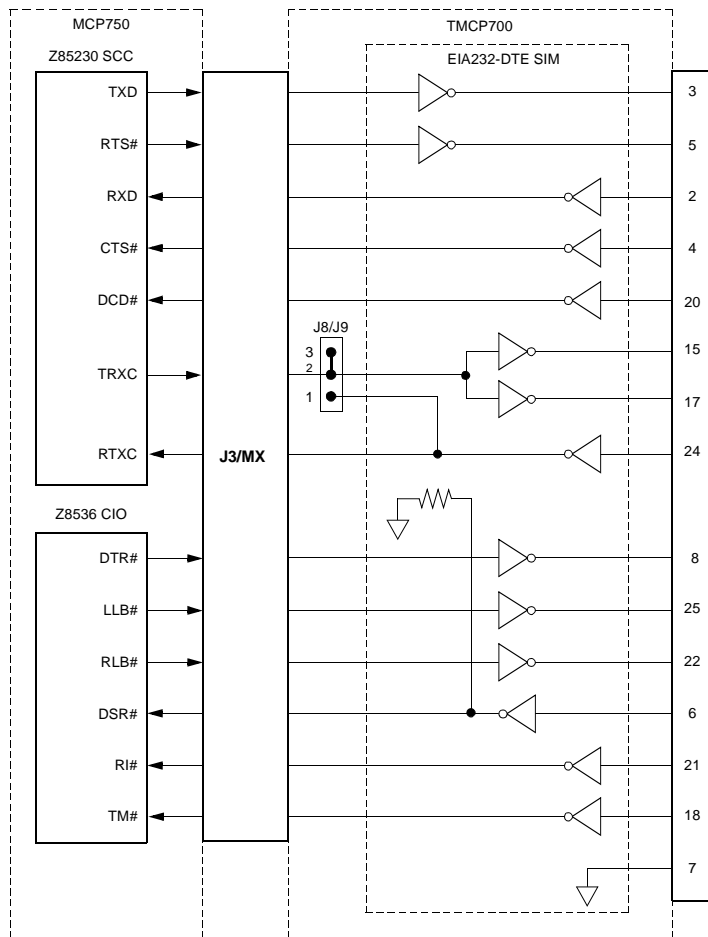 MCP750
TMCP700
Z85230 SCC
EIA232-DTE SIM
TXD
3
RTS#
5
RXD
2
CTS#
4
DCD#
20
J8/J9
3
15
TRXC
2
1
17
RTXC
J3/MX
24
Z8536 CIO
DTR#
8
LLB#
25
RLB#
22
DSR#
6
RI#
21
TM#
18
7